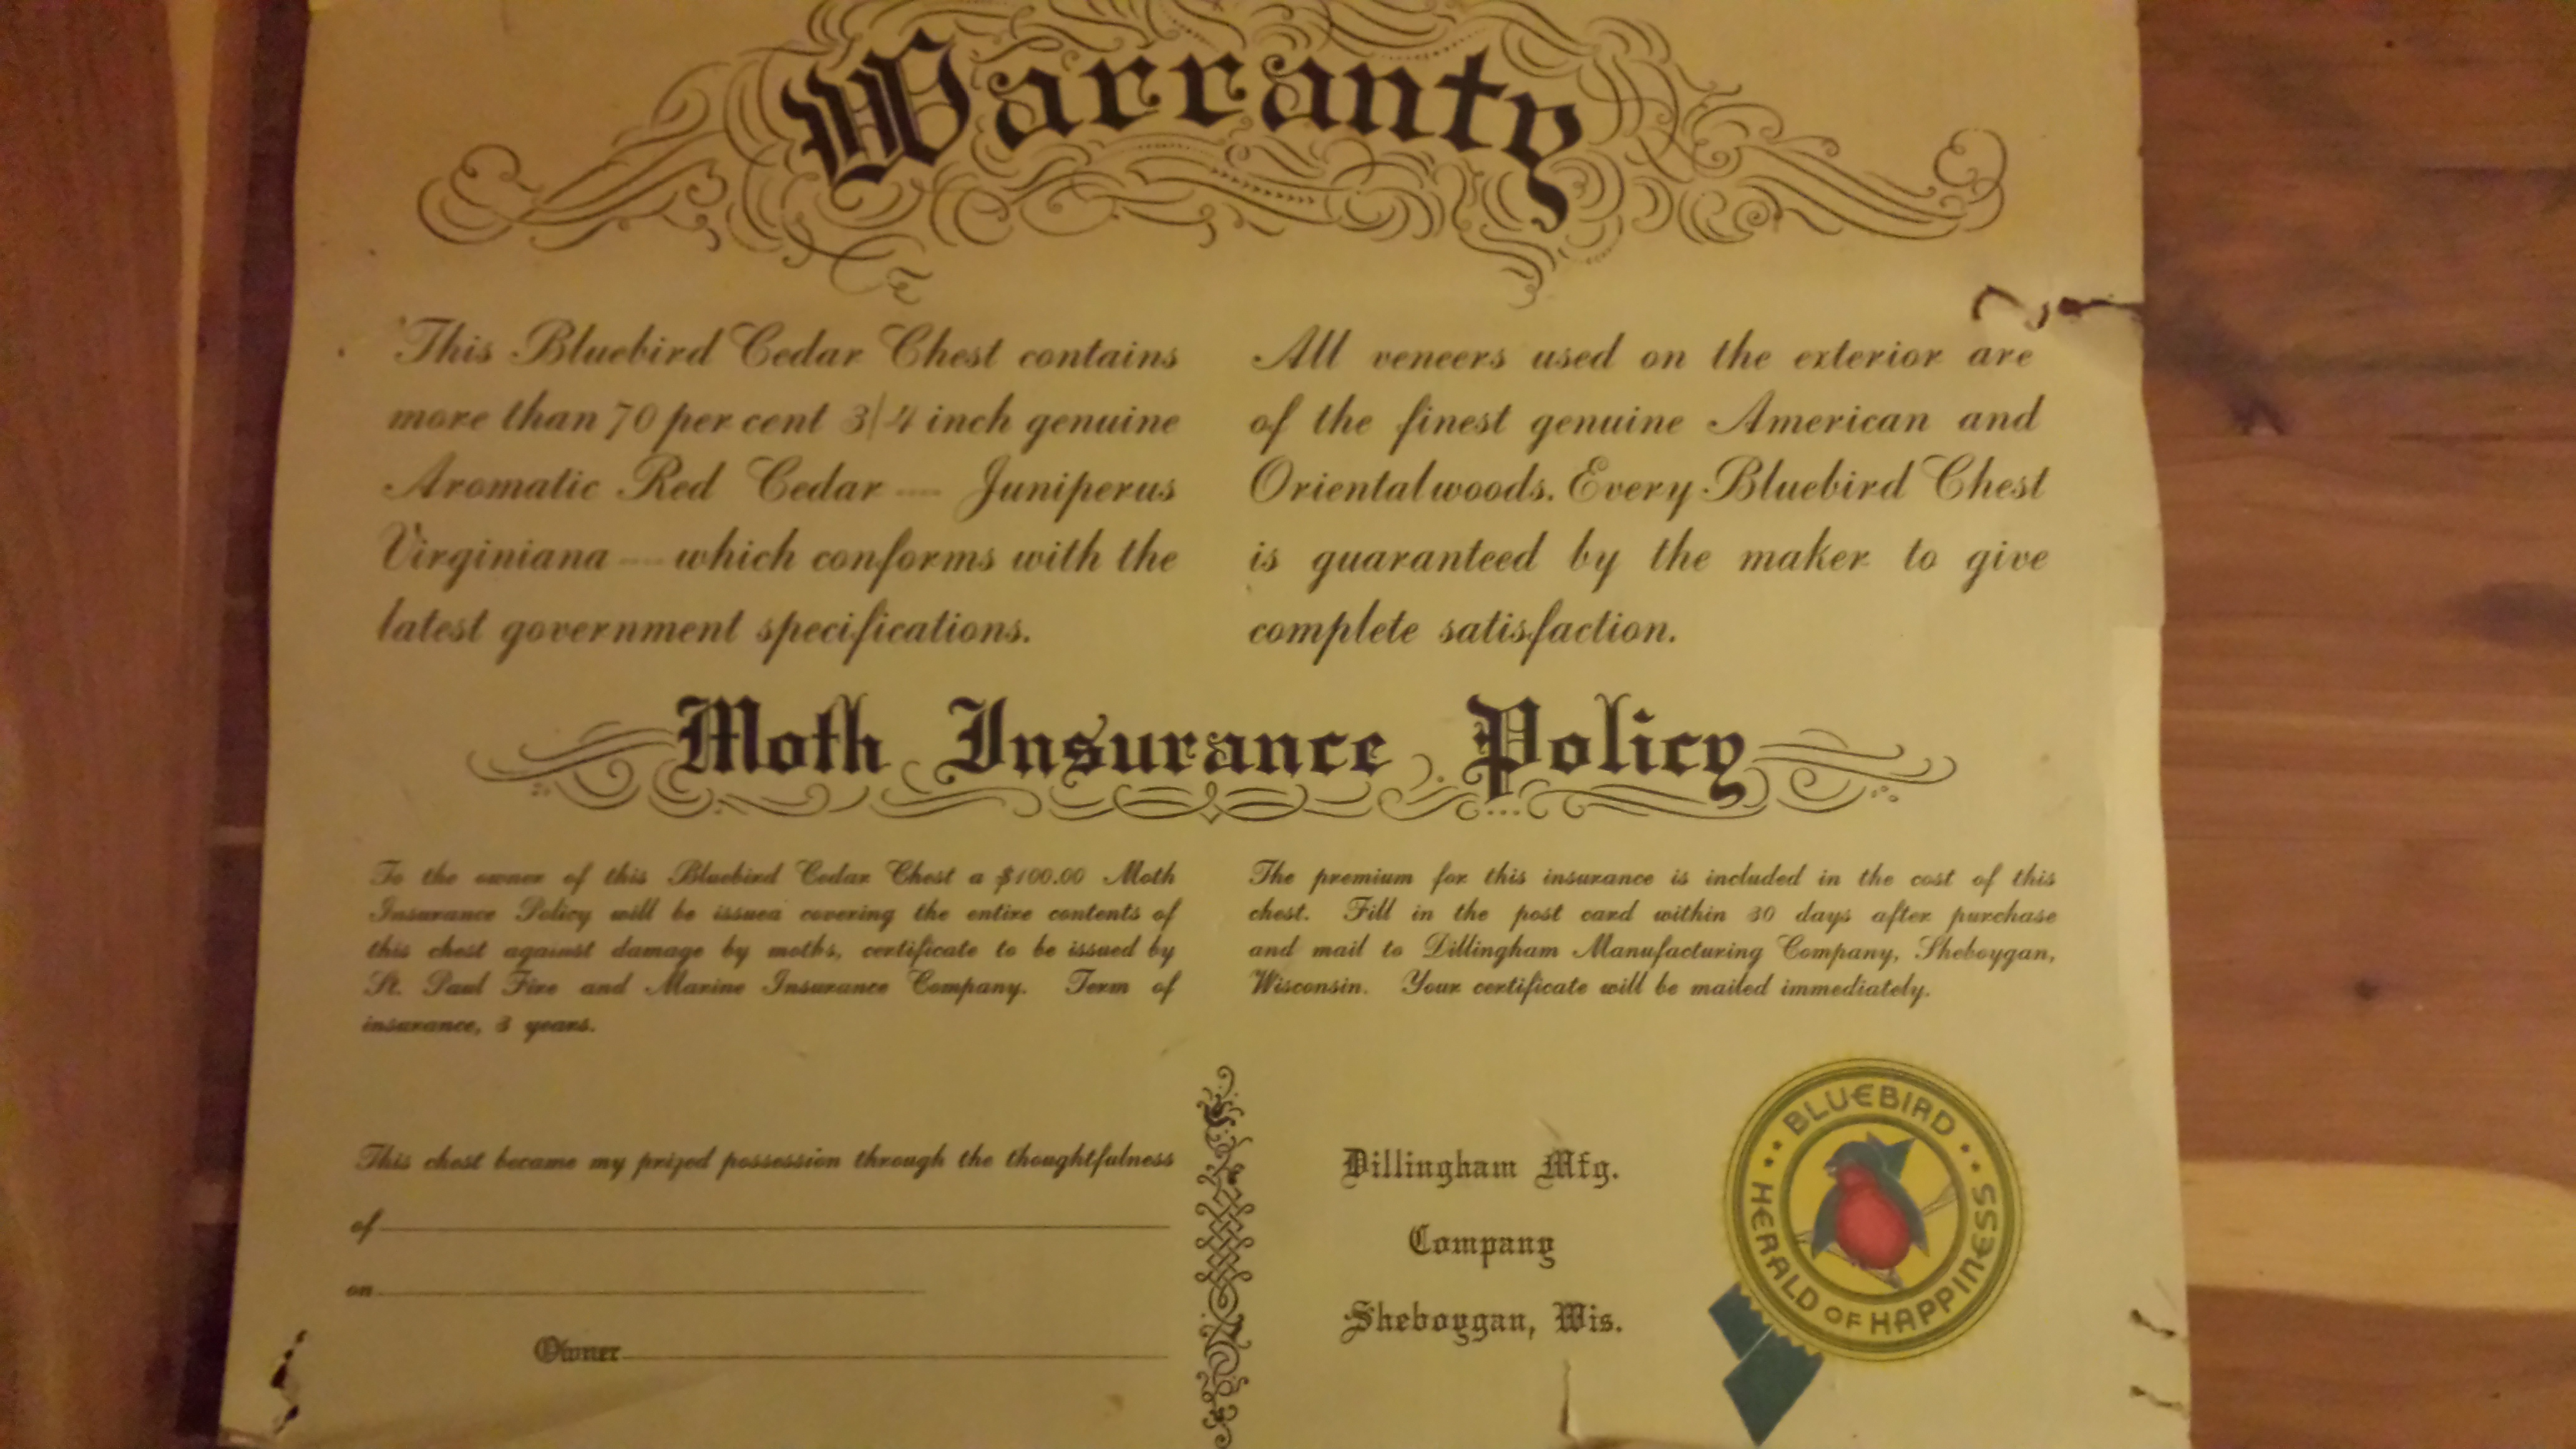 Warranty
This Bluebird Cedar Chest contains
more than 70 per cent 3/4 inch genuine
Aromatic Red Cedar — Juniperus
Virginiana — which conforms with the
latest government specifications.
All veneers used on the exterior are
of the finest genuine American and
Oriental woods. Every Bluebird Chest
is guaranteed by the maker to give
complete satisfaction.
Moth Insurance Policy
To the owner of this Bluebird Cedar Chest a $100.00 Moth
Insurance Policy will be issued covering the entire contents of
this chest against damage by moths, certificate to be issued by
St. Paul Fire and Marine Insurance Company. Term of
insurance, 3 years.
The premium for this insurance is included in the cost of this
chest. Fill in the post card within 30 days after purchase
and mail to Dillingham Manufacturing Company, Sheboygan,
Wisconsin. Your certificate will be mailed immediately.
This chest became my prized possession through the thoughtfulness
of
on
Owner
Dillingham Mfg.
Company
Sheboygan, Wis.
BLUEBIRD
HERALD OF HAPPINESS